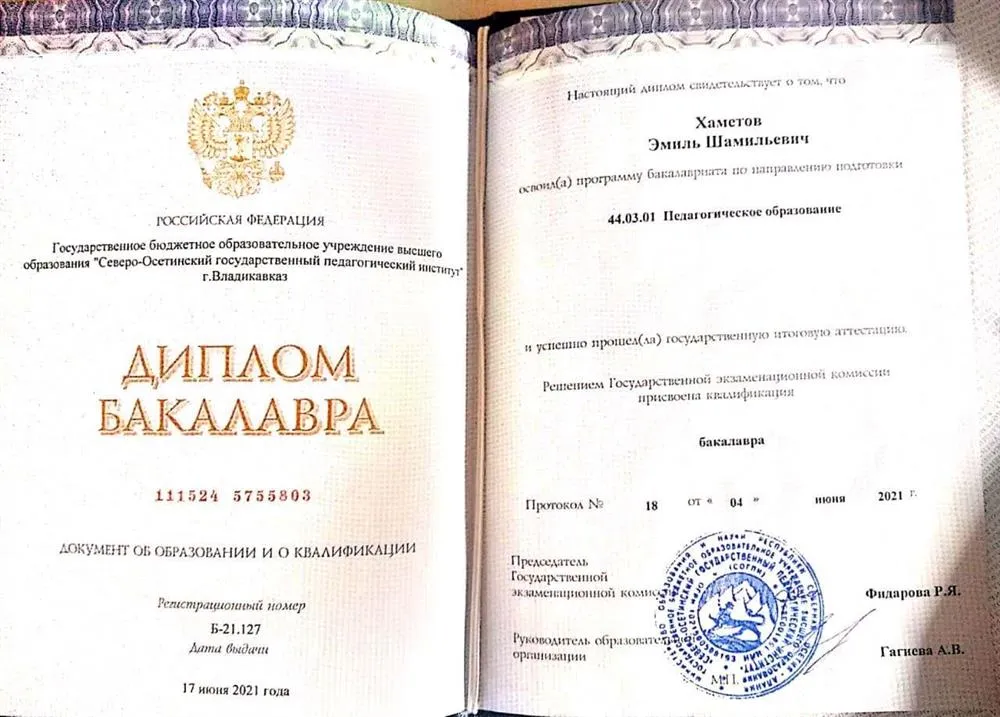 РОССИЙСКАЯ ФЕДЕРАЦИЯ
Государственное бюджетное образовательное учреждение высшего
образования "Северо-Осетинский государственный педагогический институт"
г.Владикавказ
ДИПЛОМ
БАКАЛАВРА
111524 5755803
ДОКУМЕНТ ОБ ОБРАЗОВАНИИ И О КВАЛИФИКАЦИИ
Регистрационный номер
Б-21.127
Дата выдачи
17 июня 2021 года
Настоящий диплом свидетельствует о том, что
Хаметов
Эмиль Шамильевич
освоил(а) программу бакалавриата по направлению подготовки
44.03.01 Педагогическое образование
и успешно прошел(ла) государственную итоговую аттестацию.
Решением Государственной экзаменационной комиссии
присвоена квалификация
бакалавра
Протокол № 18 от « 04 » июня 2021 г.
Председатель
Государственной
экзаменационной комисс
Фидарова Р.Я.
Руководитель образователь
организации
Гагиева А.В.
М.П.
(СОГПИ)